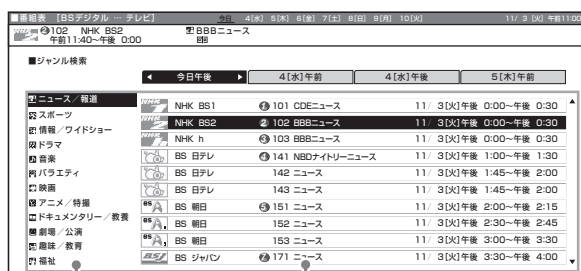 ■番組表 [BSデジタル … テレビ] 今日 4[水] 5[木] 6[金] 7[土] 8[日] 9[月] 10[火] 11/ 3 [火] 午前11:00
②102 NHK BS2 BBBニュース
午前11:40~午後 0:00
■ジャンル検索
◀ 今日午後 ▶ 4[水]午前 4[水]午後 5[木]午前
ニュース/報道
スポーツ
情報/ワイドショー
ドラマ
音楽
バラエティ
映画
アニメ/特撮
ドキュメンタリー/教養
劇場/公演
趣味/教育
福祉
NHK BS1 ① 101 CDEニュース 11/ 3[火]午後 0:00~午後 0:30
NHK BS2 ② 102 BBBニュース 11/ 3[火]午後 0:00~午後 0:30
NHK h ③ 103 BBBニュース 11/ 3[火]午後 0:00~午後 0:30
BS 日テレ ④ 141 NBDナイトリーニュース 11/ 3[火]午後 1:00~午後 1:30
BS 日テレ 142 ニュース 11/ 3[火]午後 1:45~午後 2:00
BS 日テレ 143 ニュース 11/ 3[火]午後 1:45~午後 2:00
BS 朝日 ⑤ 151 ニュース 11/ 3[火]午後 2:00~午後 2:15
BS 朝日 152 ニュース 11/ 3[火]午後 2:30~午後 2:45
BS 朝日 153 ニュース 11/ 3[火]午後 3:00~午後 3:30
BS ジャパン ⑦ 171 ニュース 11/ 3[火]午後 3:30~午後 4:00